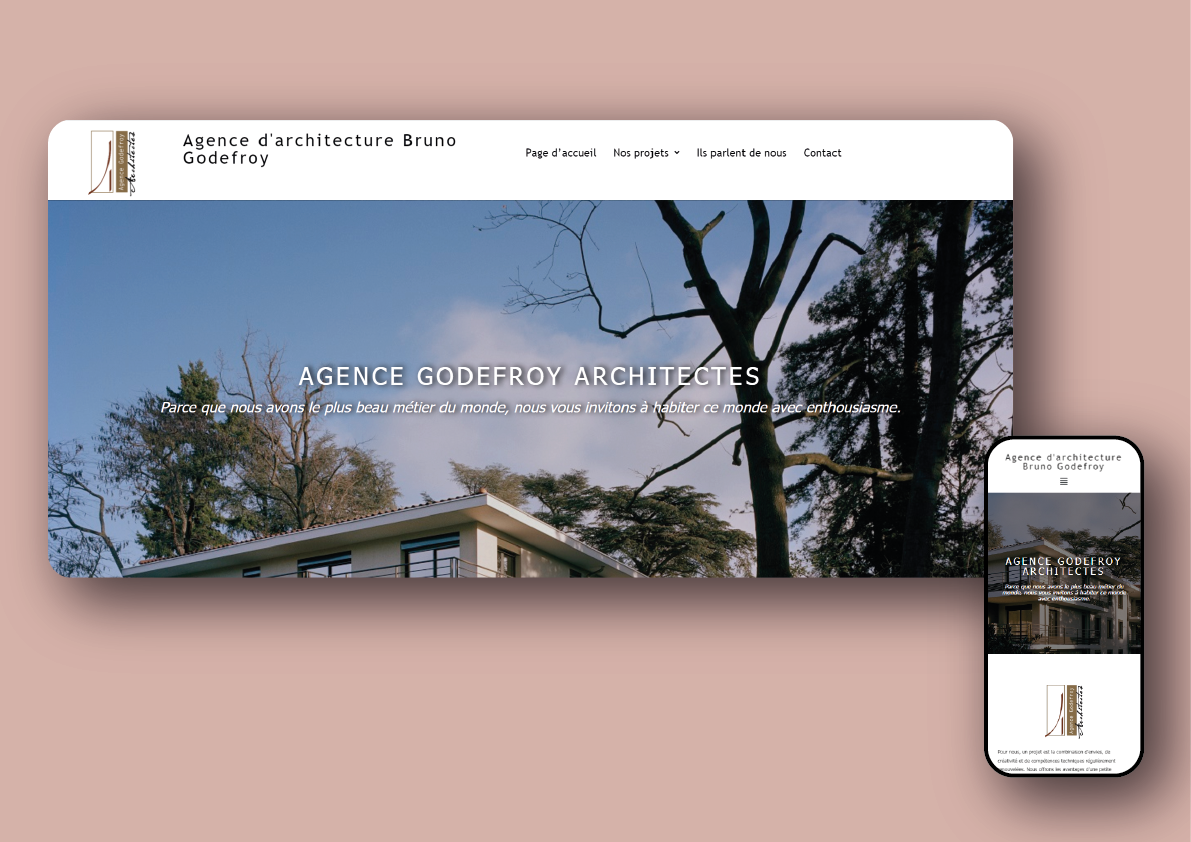 Agence Godefroy
Architectes
Agence d'architecture Bruno
Godefroy
Page d'accueil Nos projets Ils parlent de nous Contact
AGENCE GODEFROY ARCHITECTES
Parce que nous avons le plus beau métier du monde, nous vous invitons à habiter ce monde avec enthousiasme.
Agence d'architecture
Bruno Godefroy
AGENCE GODEFROY
ARCHITECTES
Parce que nous avons le plus beau métier du
monde, nous vous invitons à habiter ce monde
avec enthousiasme.
Agence Godefroy
Architectes
Pour nous, un projet est la combinaison d'envies, de
créativité et de compétences techniques régulièrement
renouvelées. Nous offrons les avantages d'une petite